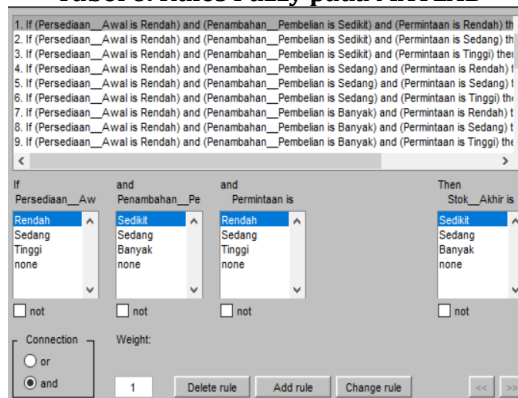 1. If (Persediaan__Awal is Rendah) and (Penambahan__Pembelian is Sedikit) and (Permintaan is Rendah) th
2. If (Persediaan__Awal is Rendah) and (Penambahan__Pembelian is Sedikit) and (Permintaan is Sedang) th
3. If (Persediaan__Awal is Rendah) and (Penambahan__Pembelian is Sedikit) and (Permintaan is Tinggi) then
4. If (Persediaan__Awal is Rendah) and (Penambahan__Pembelian is Sedang) and (Permintaan is Rendah) t
5. If (Persediaan__Awal is Rendah) and (Penambahan__Pembelian is Sedang) and (Permintaan is Sedang) t
6. If (Persediaan__Awal is Rendah) and (Penambahan__Pembelian is Sedang) and (Permintaan is Tinggi) the
7. If (Persediaan__Awal is Rendah) and (Penambahan__Pembelian is Banyak) and (Permintaan is Rendah) t
8. If (Persediaan__Awal is Rendah) and (Penambahan__Pembelian is Banyak) and (Permintaan is Sedang) t
9. If (Persediaan__Awal is Rendah) and (Penambahan__Pembelian is Banyak) and (Permintaan is Tinggi) the
If and and Then
Persediaan__Aw Penambahan__Pe Permintaan is Stok__Akhir is
Rendah Sedikit Rendah Sedikit
Sedang Sedang Sedang Sedang
Tinggi Banyak Tinggi Banyak
none none none none
not not not not
Connection Weight:
or
and 1 Delete rule Add rule Change rule << >>